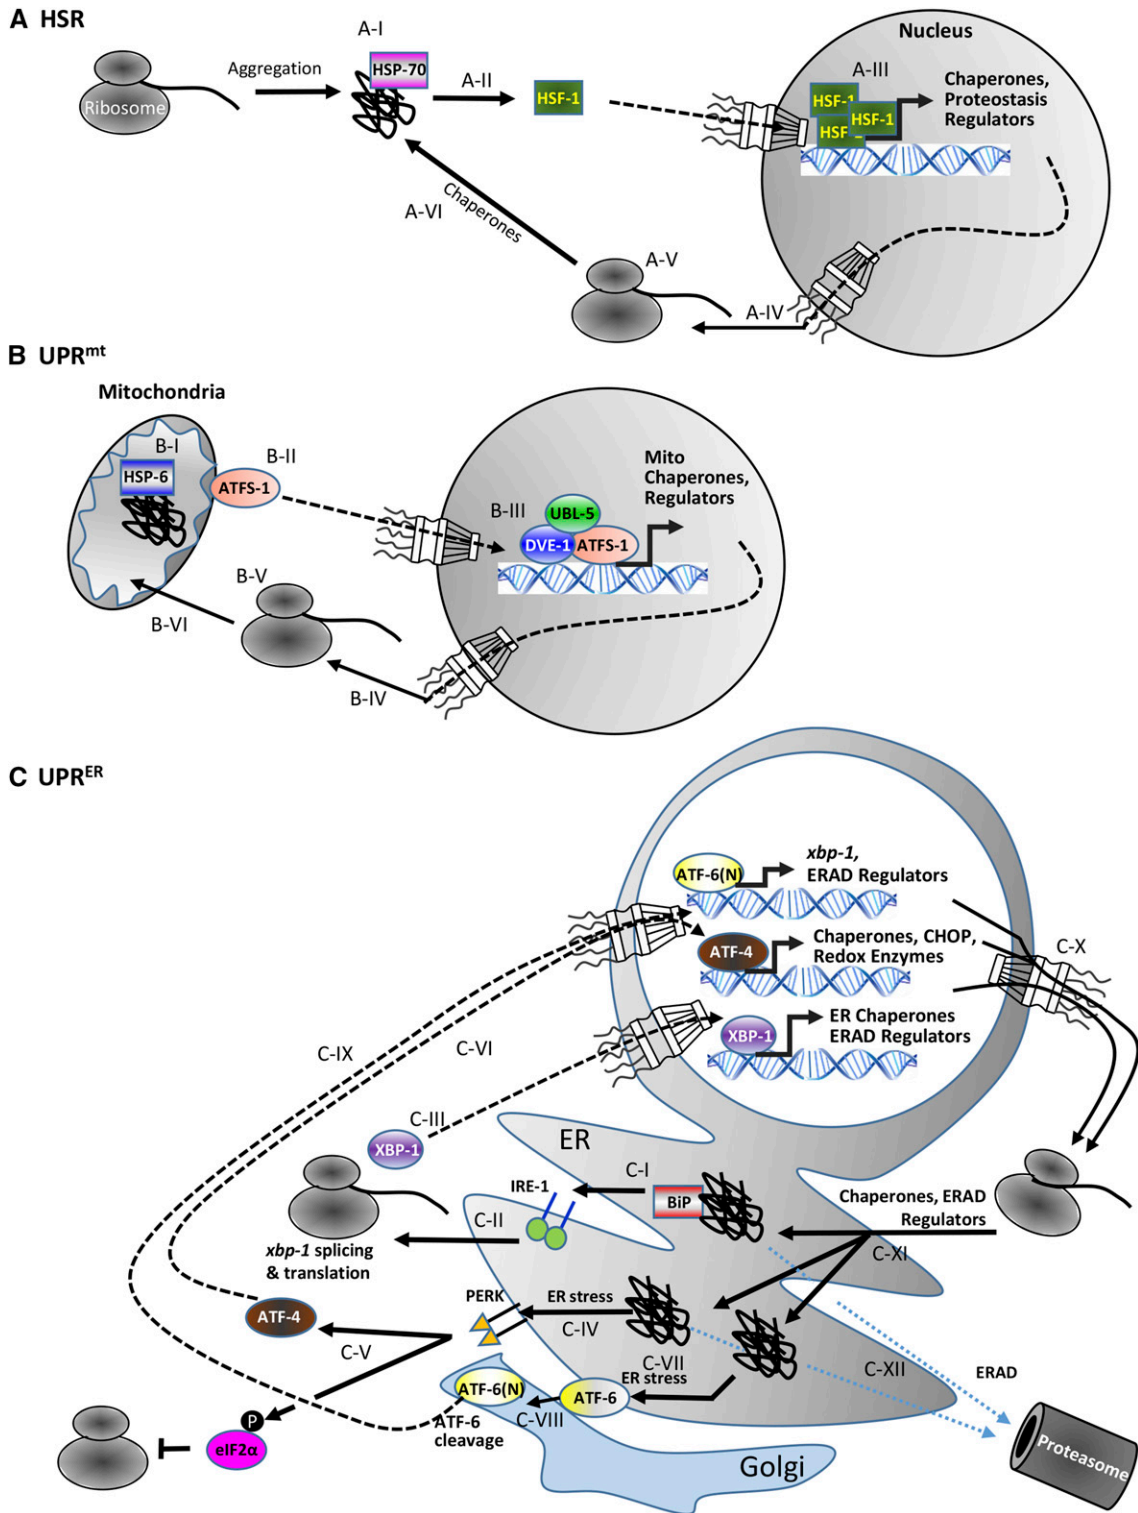 A HSR
A-I
Nucleus
Ribosome
Aggregation
HSP-70
A-II
HSF-1
A-III
HSF-1
HSF-1
HSF-
Chaperones,
Proteostasis
Regulators
Chaperones
A-VI
A-V
A-IV
B UPRmt
Mitochondria
B-I
HSP-6
B-II
ATFS-1
B-III
UBL-5
DVE-1
ATFS-1
Mito
Chaperones,
Regulators
B-V
B-VI
B-IV
C UPRER
ATF-6(N)
xbp-1,
ERAD Regulators
ATF-4
Chaperones, CHOP,
Redox Enzymes
C-X
XBP-1
ER Chaperones
ERAD Regulators
C-IX
C-VI
C-III
XBP-1
ER
IRE-1
C-I
BiP
Chaperones, ERAD
Regulators
C-II
xbp-1 splicing
& translation
C-XI
PERK
ER stress
C-IV
ATF-4
C-V
C-VII
ER stress
C-XII
ERAD
ATF-6(N)
ATF-6
C-VIII
ATF-6
cleavage
P
eIF2α
Golgi
Proteasome